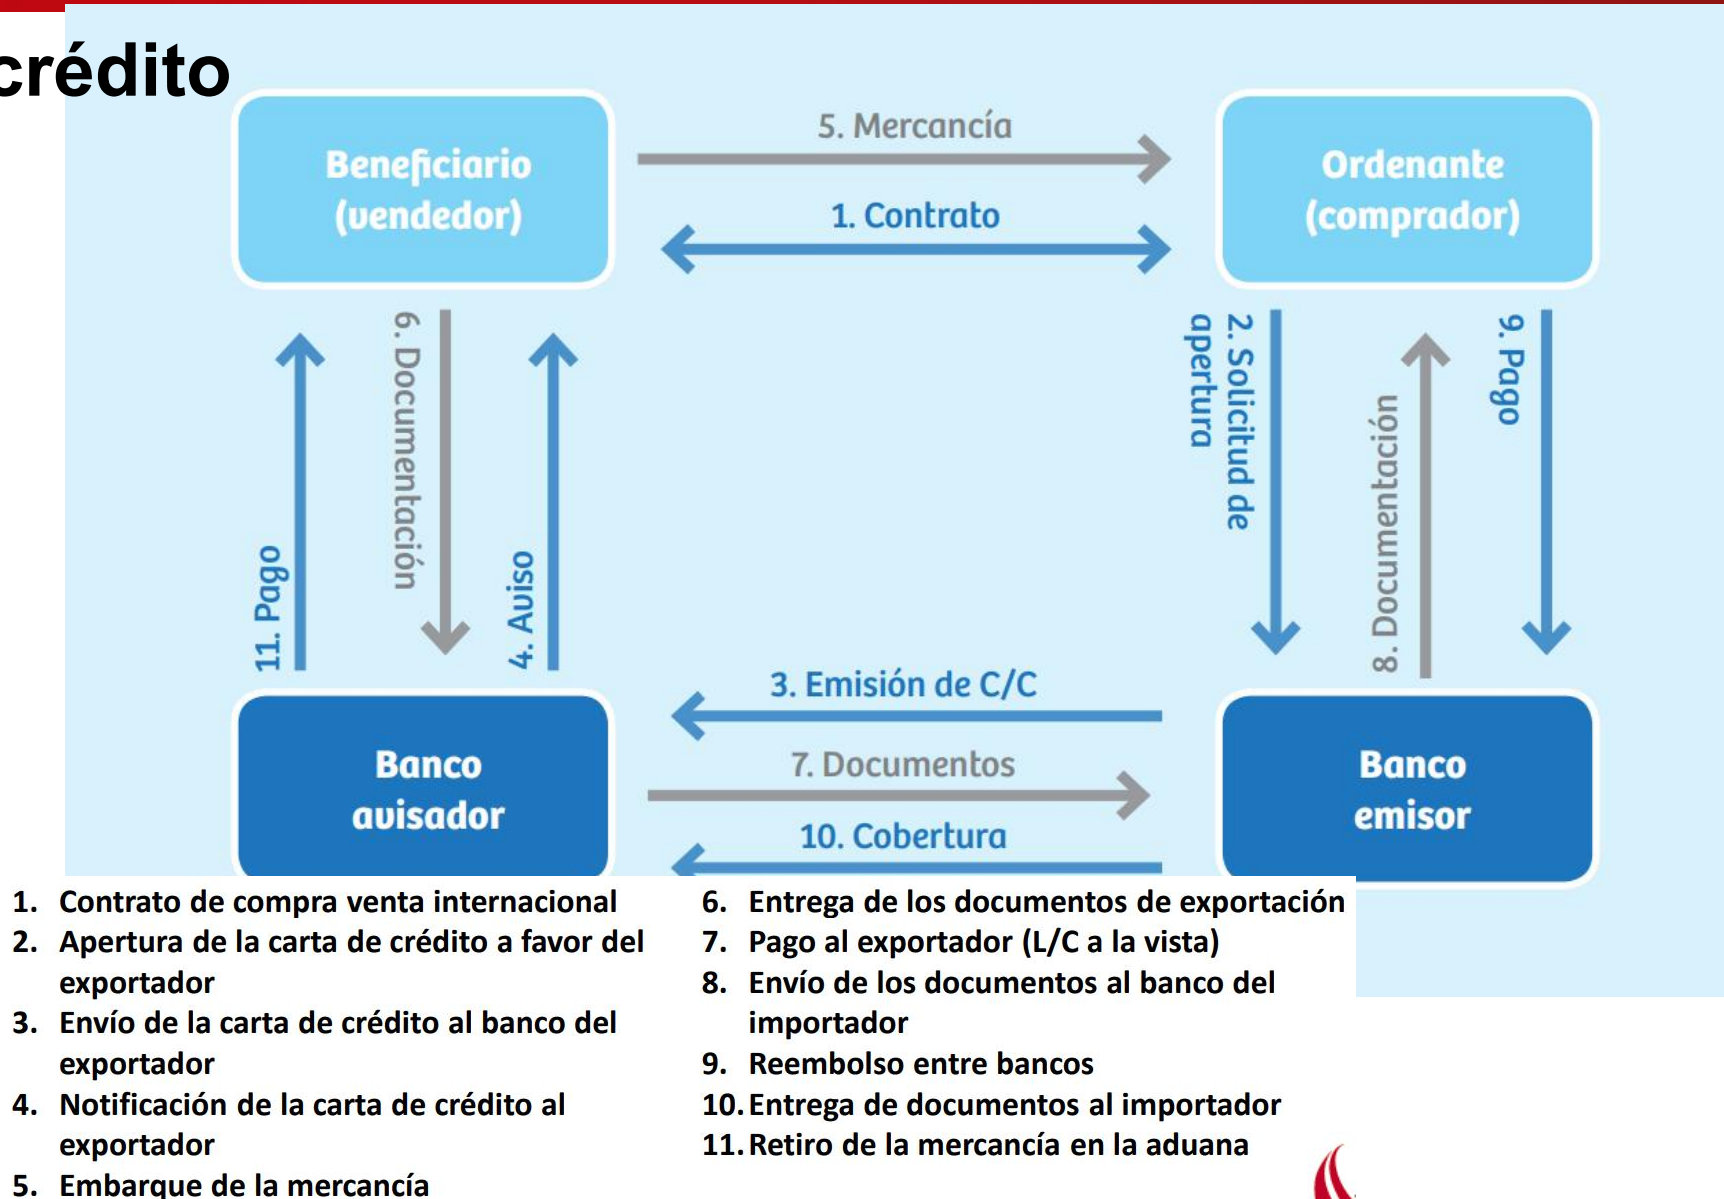 crédito
Beneficiario
(vendedor)
5. Mercancía
1. Contrato
Ordenante
(comprador)
11. Pago
6. Documentación
4. Aviso
2. Solicitud de
apertura
8. Documentación
9. Pago
3. Emisión de C/C
7. Documentos
10. Cobertura
Banco
avisador
Banco
emisor
1. Contrato de compra venta internacional
2. Apertura de la carta de crédito a favor del
exportador
3. Envío de la carta de crédito al banco del
exportador
4. Notificación de la carta de crédito al
exportador
5. Embarque de la mercancía
6. Entrega de los documentos de exportación
7. Pago al exportador (L/C a la vista)
8. Envío de los documentos al banco del
importador
9. Reembolso entre bancos
10. Entrega de documentos al importador
11. Retiro de la mercancía en la aduana